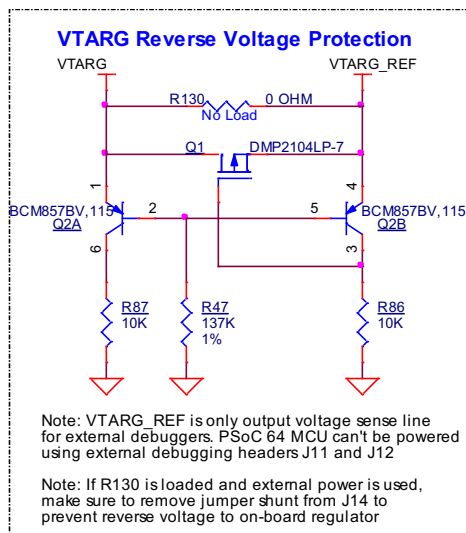 VTARG Reverse Voltage Protection
VTARG VTARG_REF
R130 0 OHM
No Load
Q1 DMP2104LP-7
1 4
BCM857BV,115 2 5 BCM857BV,115
Q2A Q2B
6 3
R87 R47 R86
10K 137K 10K
1%
Note: VTARG_REF is only output voltage sense line
for external debuggers. PSoC 64 MCU can't be powered
using external debugging headers J11 and J12
Note: If R130 is loaded and external power is used,
make sure to remove jumper shunt from J14 to
prevent reverse voltage to on-board regulator